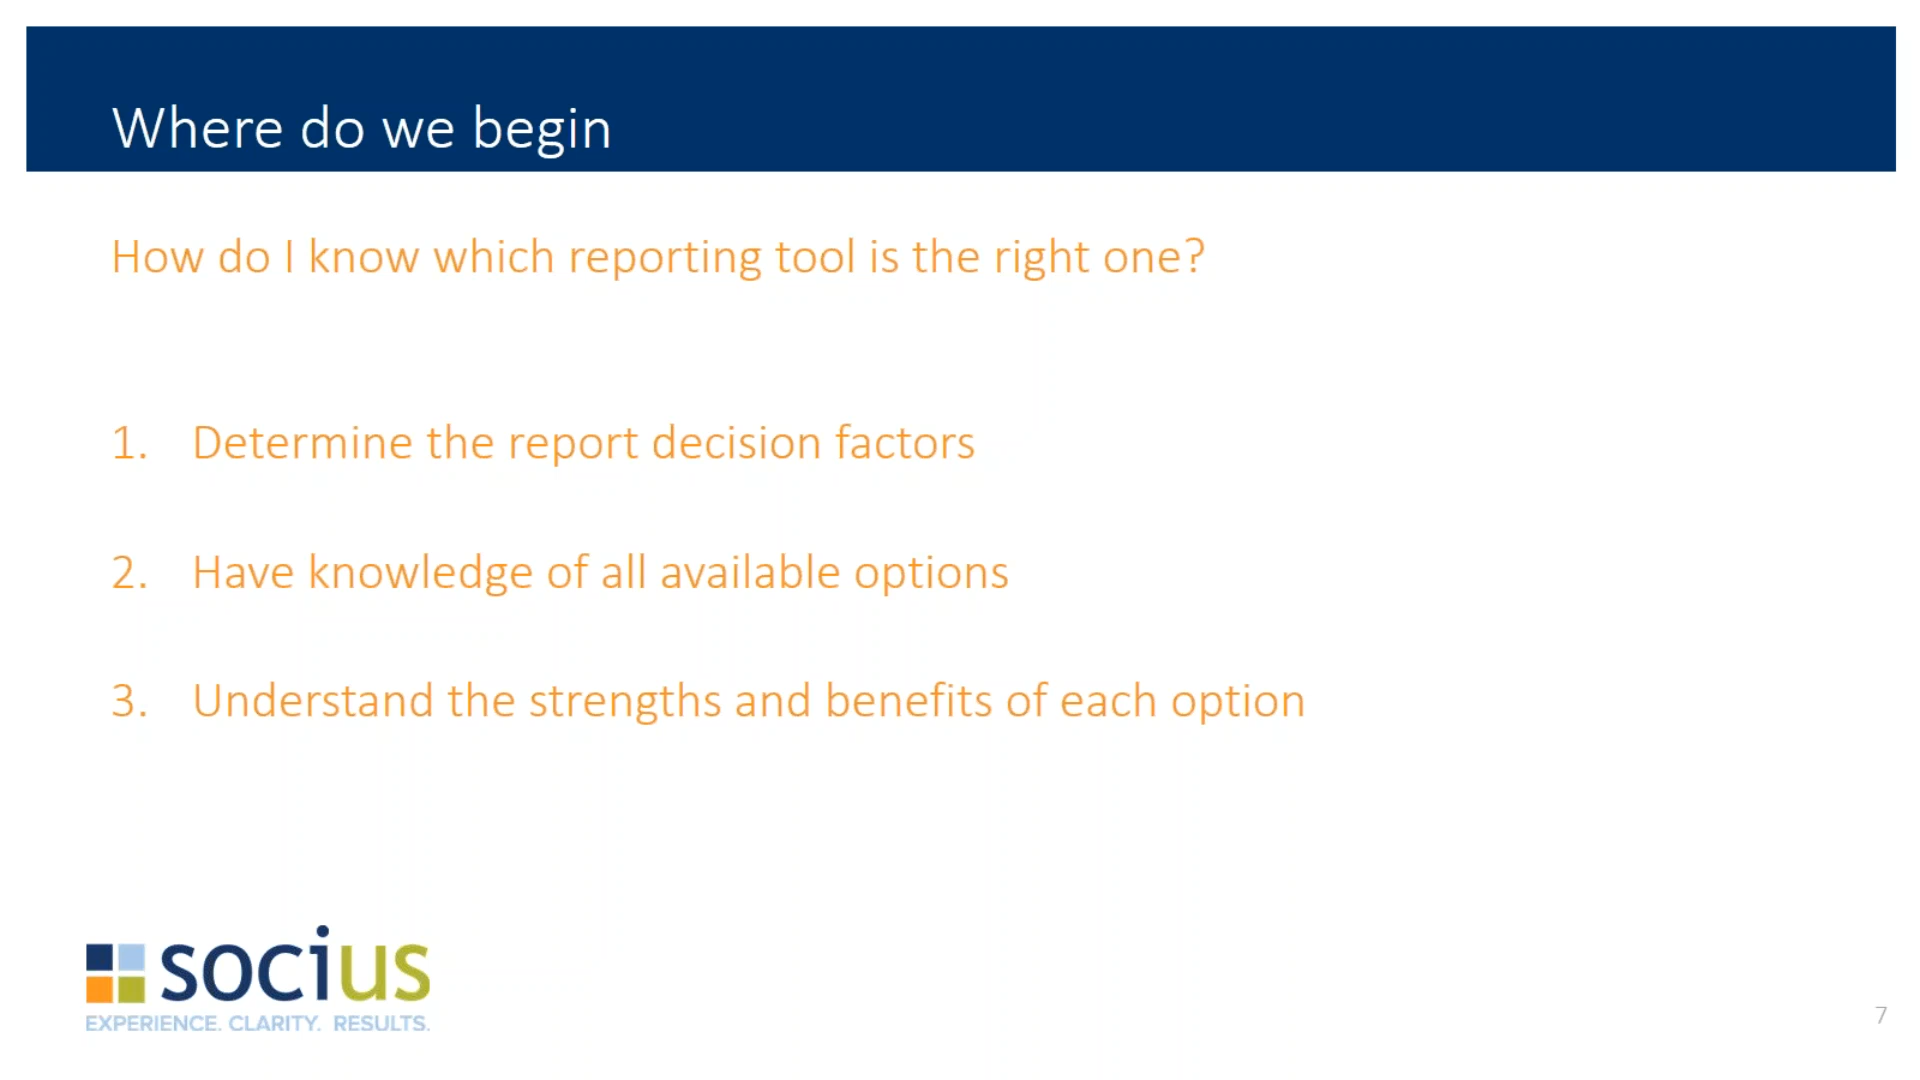 Where do we begin
How do I know which reporting tool is the right one?
1. Determine the report decision factors
2. Have knowledge of all available options
3. Understand the strengths and benefits of each option
socius
EXPERIENCE. CLARITY. RESULTS.
7